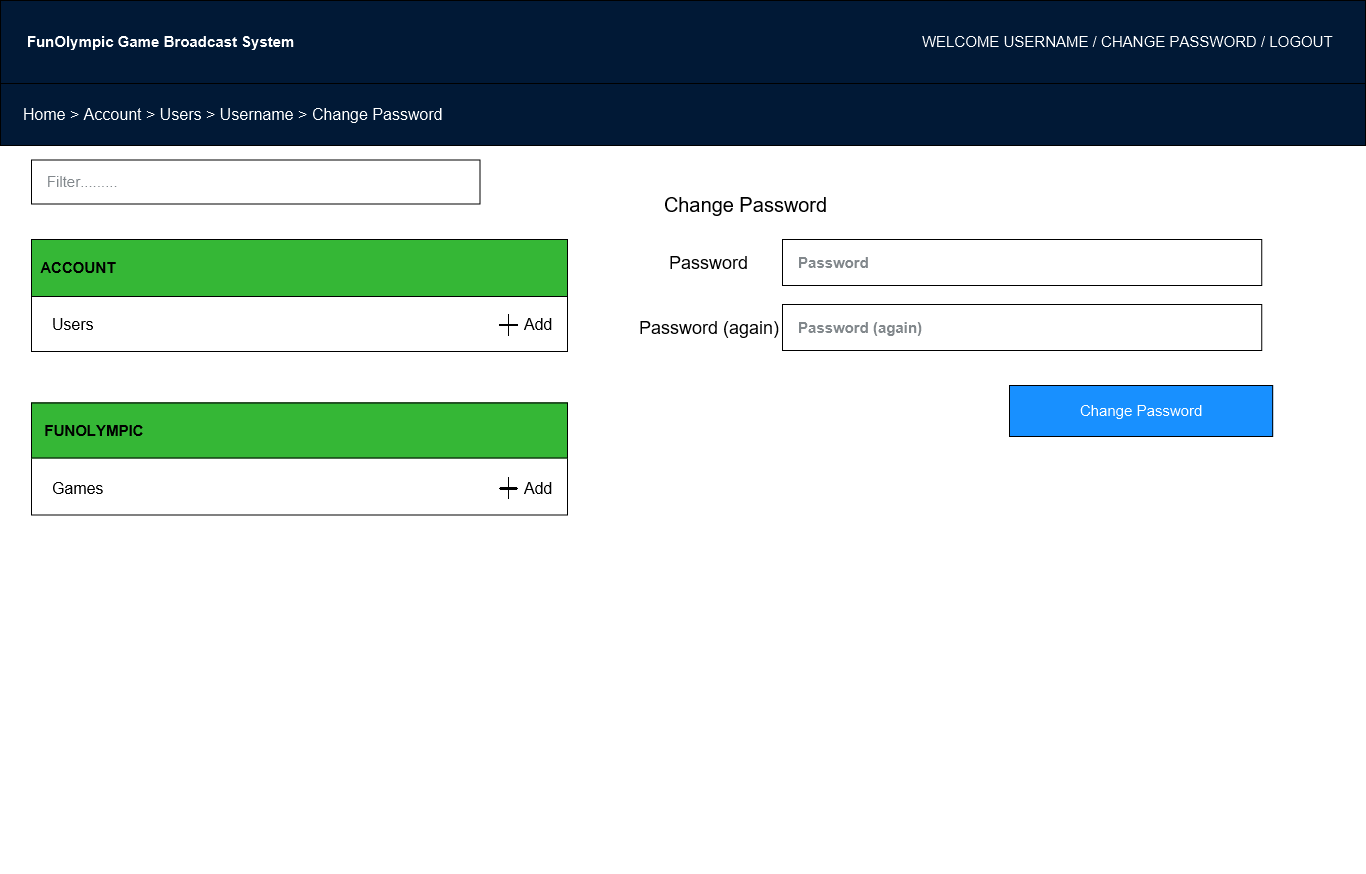 FunOlympic Game Broadcast System
WELCOME USERNAME / CHANGE PASSWORD / LOGOUT
Home > Account > Users > Username > Change Password
Filter.........
ACCOUNT
Users
Add
FUNOLYMPIC
Games
Add
Change Password
Password
Password
Password (again)
Password (again)
Change Password